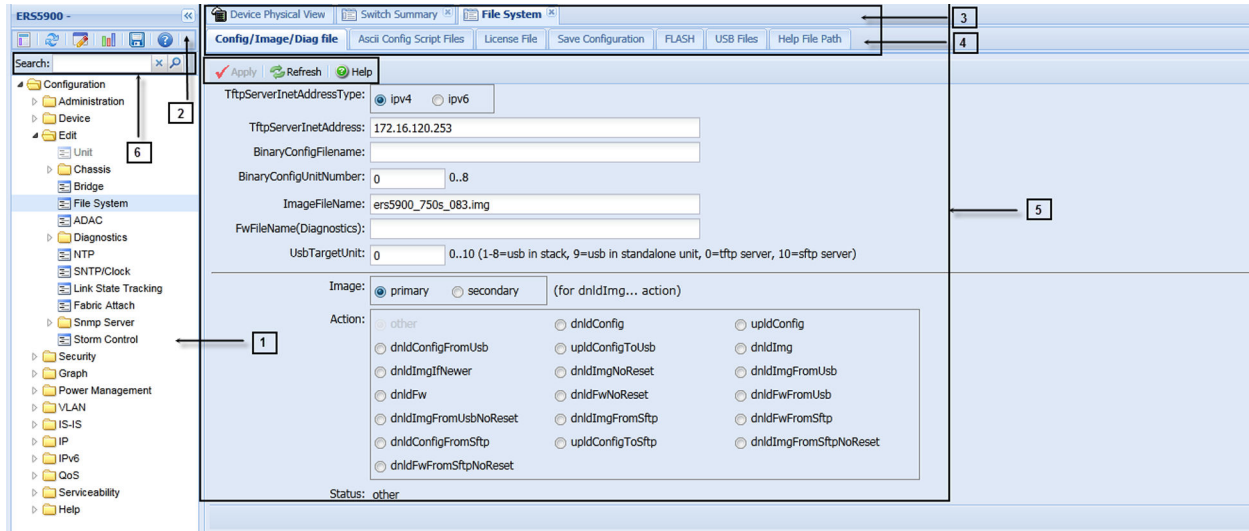 ERS5900 -
Device Physical View Switch Summary File System
3
Config/Image/Diag file Ascii Config Script Files License File Save Configuration FLASH USB Files Help File Path
4
Search:
Apply Refresh Help
Configuration
Administration
Device
2
Edit
Unit
6
Chassis
Bridge
File System
ADAC
Diagnostics
NTP
SNTP/Clock
Link State Tracking
Fabric Attach
Snmp Server
Storm Control
1
Security
Graph
Power Management
VLAN
IS-IS
IP
IPv6
QoS
Serviceability
Help
TftpServerInetAddressType: ipv4 ipv6
TftpServerInetAddress: 172.16.120.253
BinaryConfigFilename:
BinaryConfigUnitNumber: 0 0..8
ImageFileName: ers5900_750s_083.img
5
FwFileName(Diagnostics):
UsbTargetUnit: 0 0..10 (1-8=usb in stack, 9=usb in standalone unit, 0=tftp server, 10=sftp server)
Image: primary secondary (for dnldImg... action)
Action: other dnldConfig upldConfig
dnldConfigFromUsb upldConfigToUsb dnldImg
dnldImgIfNewer dnldImgNoReset dnldImgFromUsb
dnldFw dnldFwNoReset dnldFwFromUsb
dnldImgFromUsbNoReset dnldImgFromSftp dnldFwFromSftp
dnldConfigFromSftp upldConfigToSftp dnldImgFromSftpNoReset
dnldFwFromSftpNoReset
Status: other